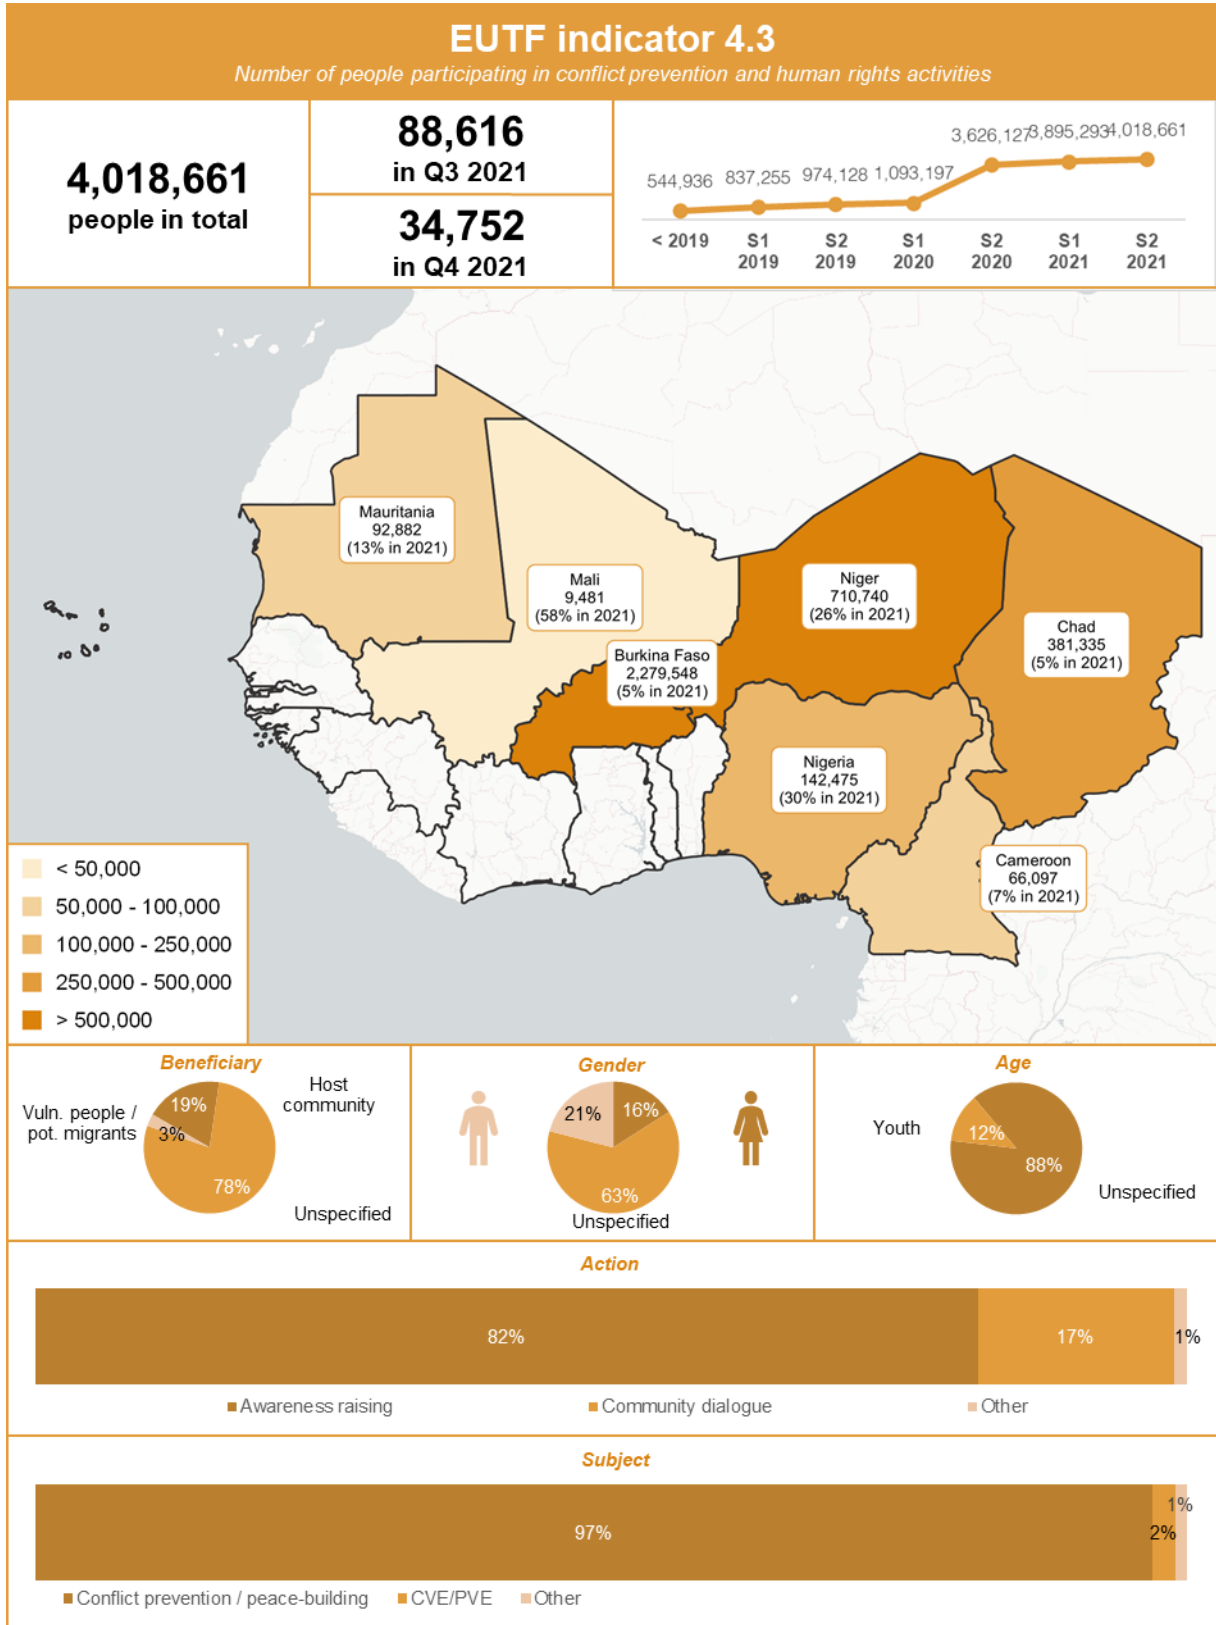 EUTF indicator 4.3
Number of people participating in conflict prevention and human rights activities
4,018,661
people in total
88,616
in Q3 2021
34,752
in Q4 2021
544,936
837,255
974,128
1,093,197
3,626,127
3,895,293
4,018,661
< 2019
S1
2019
S2
2019
S1
2020
S2
2020
S1
2021
S2
2021
Mauritania
92,882
(13% in 2021)
Mali
9,481
(58% in 2021)
Niger
710,740
(26% in 2021)
Chad
381,335
(5% in 2021)
Burkina Faso
2,279,548
(5% in 2021)
Nigeria
142,475
(30% in 2021)
Cameroon
66,097
(7% in 2021)
< 50,000
50,000 - 100,000
100,000 - 250,000
250,000 - 500,000
> 500,000
Beneficiary
Vuln. people /
pot. migrants
Host
community
19%
3%
78%
Unspecified
Gender
21%
16%
63%
Unspecified
Age
Youth
12%
88%
Unspecified
Action
82%
17%
1%
Awareness raising
Community dialogue
Other
Subject
97%
2%
1%
Conflict prevention / peace-building
CVE/PVE
Other